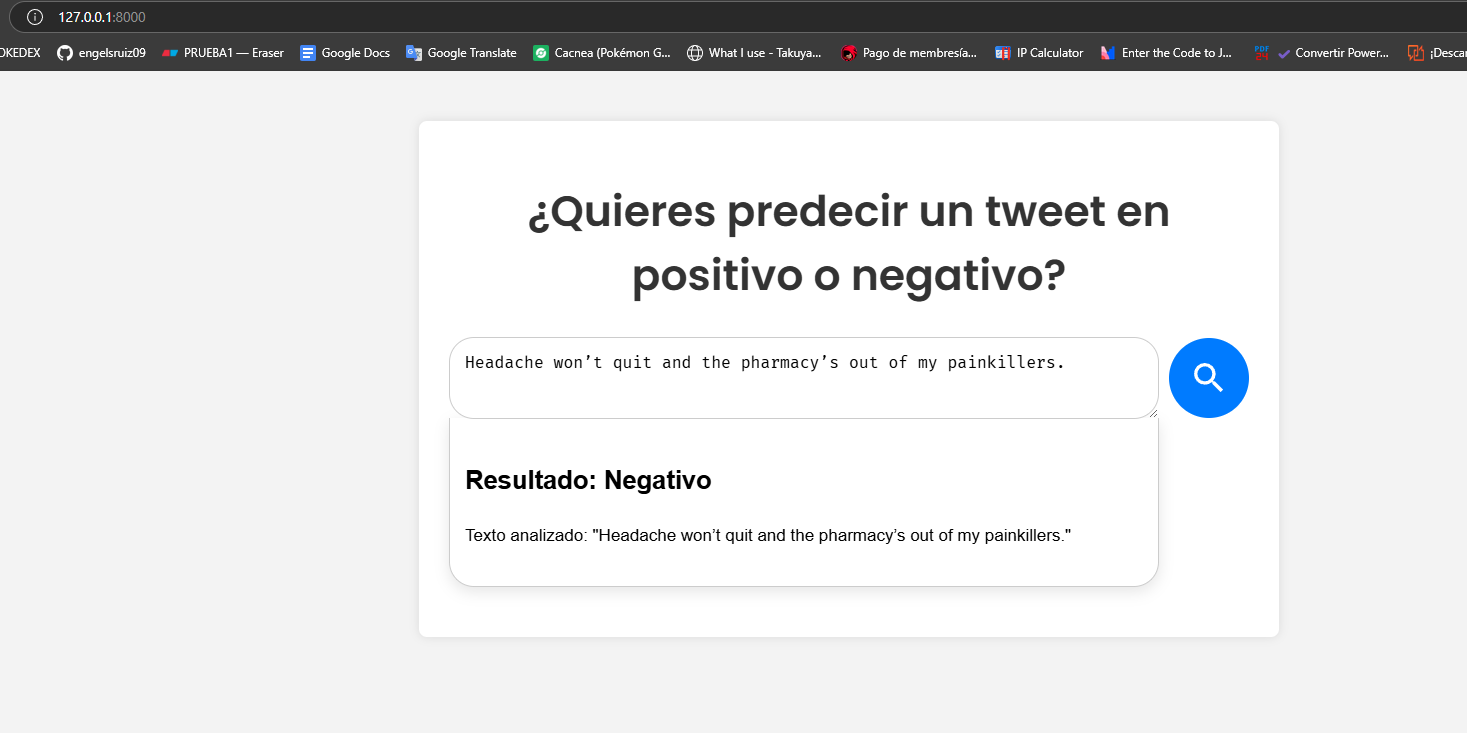 127.0.0.1:8000
OKEDEX engelsruiz09 PRUEBA1 — Eraser Google Docs Google Translate Cacnea (Pokémon G... What I use - Takuya... Pago de membresía... IP Calculator Enter the Code to J... PDF 24 Convertir Power... ¡Descar
¿Quieres predecir un tweet en
positivo o negativo?
Headache won’t quit and the pharmacy’s out of my painkillers.
Resultado: Negativo
Texto analizado: "Headache won’t quit and the pharmacy’s out of my painkillers."